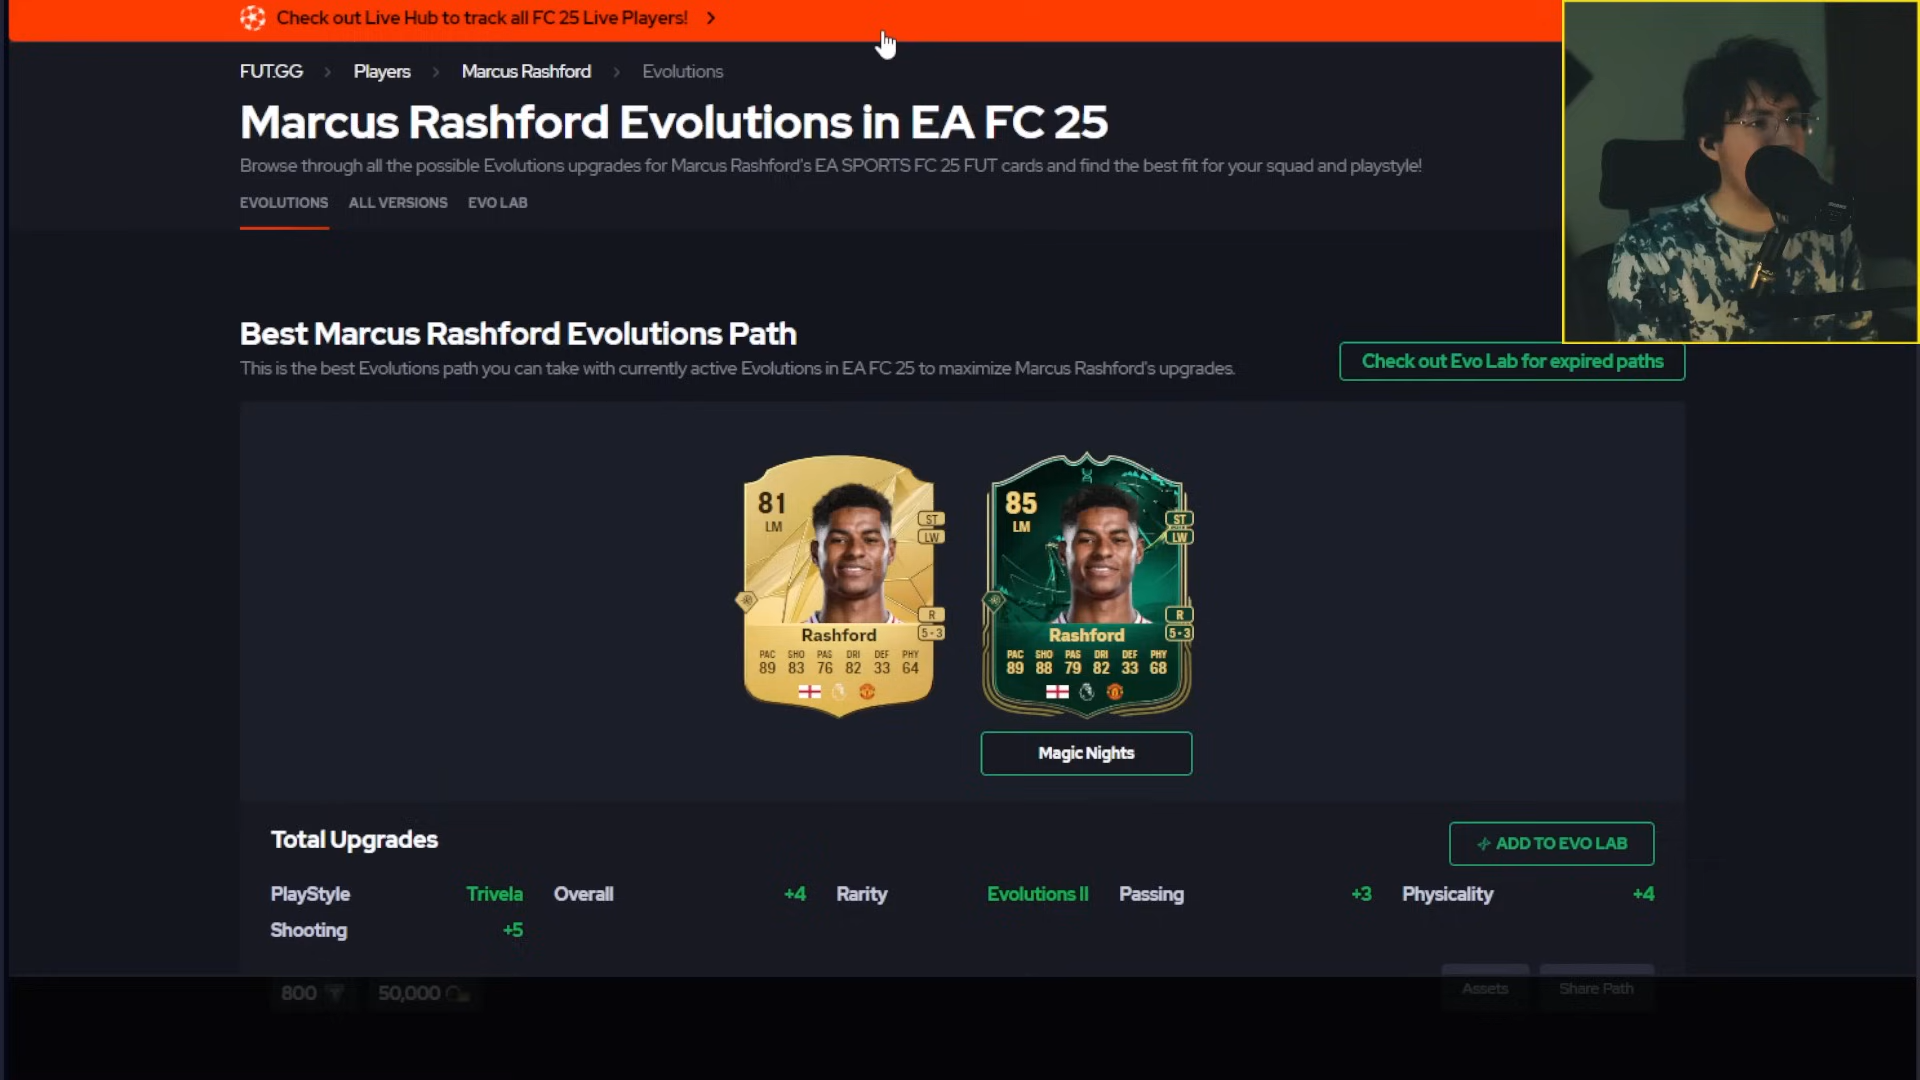 Check out Live Hub to track all FC 25 Live Players!
FUT.GG > Players > Marcus Rashford > Evolutions
Marcus Rashford Evolutions in EA FC 25
Browse through all the possible Evolutions upgrades for Marcus Rashford's EA SPORTS FC 25 FUT cards and find the best fit for your squad and playstyle!
EVOLUTIONS ALL VERSIONS EVO LAB
Best Marcus Rashford Evolutions Path
This is the best Evolutions path you can take with currently active Evolutions in EA FC 25 to maximize Marcus Rashford's upgrades.
Check out Evo Lab for expired paths
81
LM
ST
LW
R
5•3
Rashford
PAC SHO PAS DRI DEF PHY
89 83 76 82 33 64
85
LM
ST
LW
R
5•3
Rashford
PAC SHO PAS DRI DEF PHY
89 88 79 82 33 68
Magic Nights
Total Upgrades
ADD TO EVO LAB
PlayStyle Trivela Overall +4 Rarity Evolutions II Passing +3 Physicality +4
Shooting +5
800 50,000 Assets Share Path